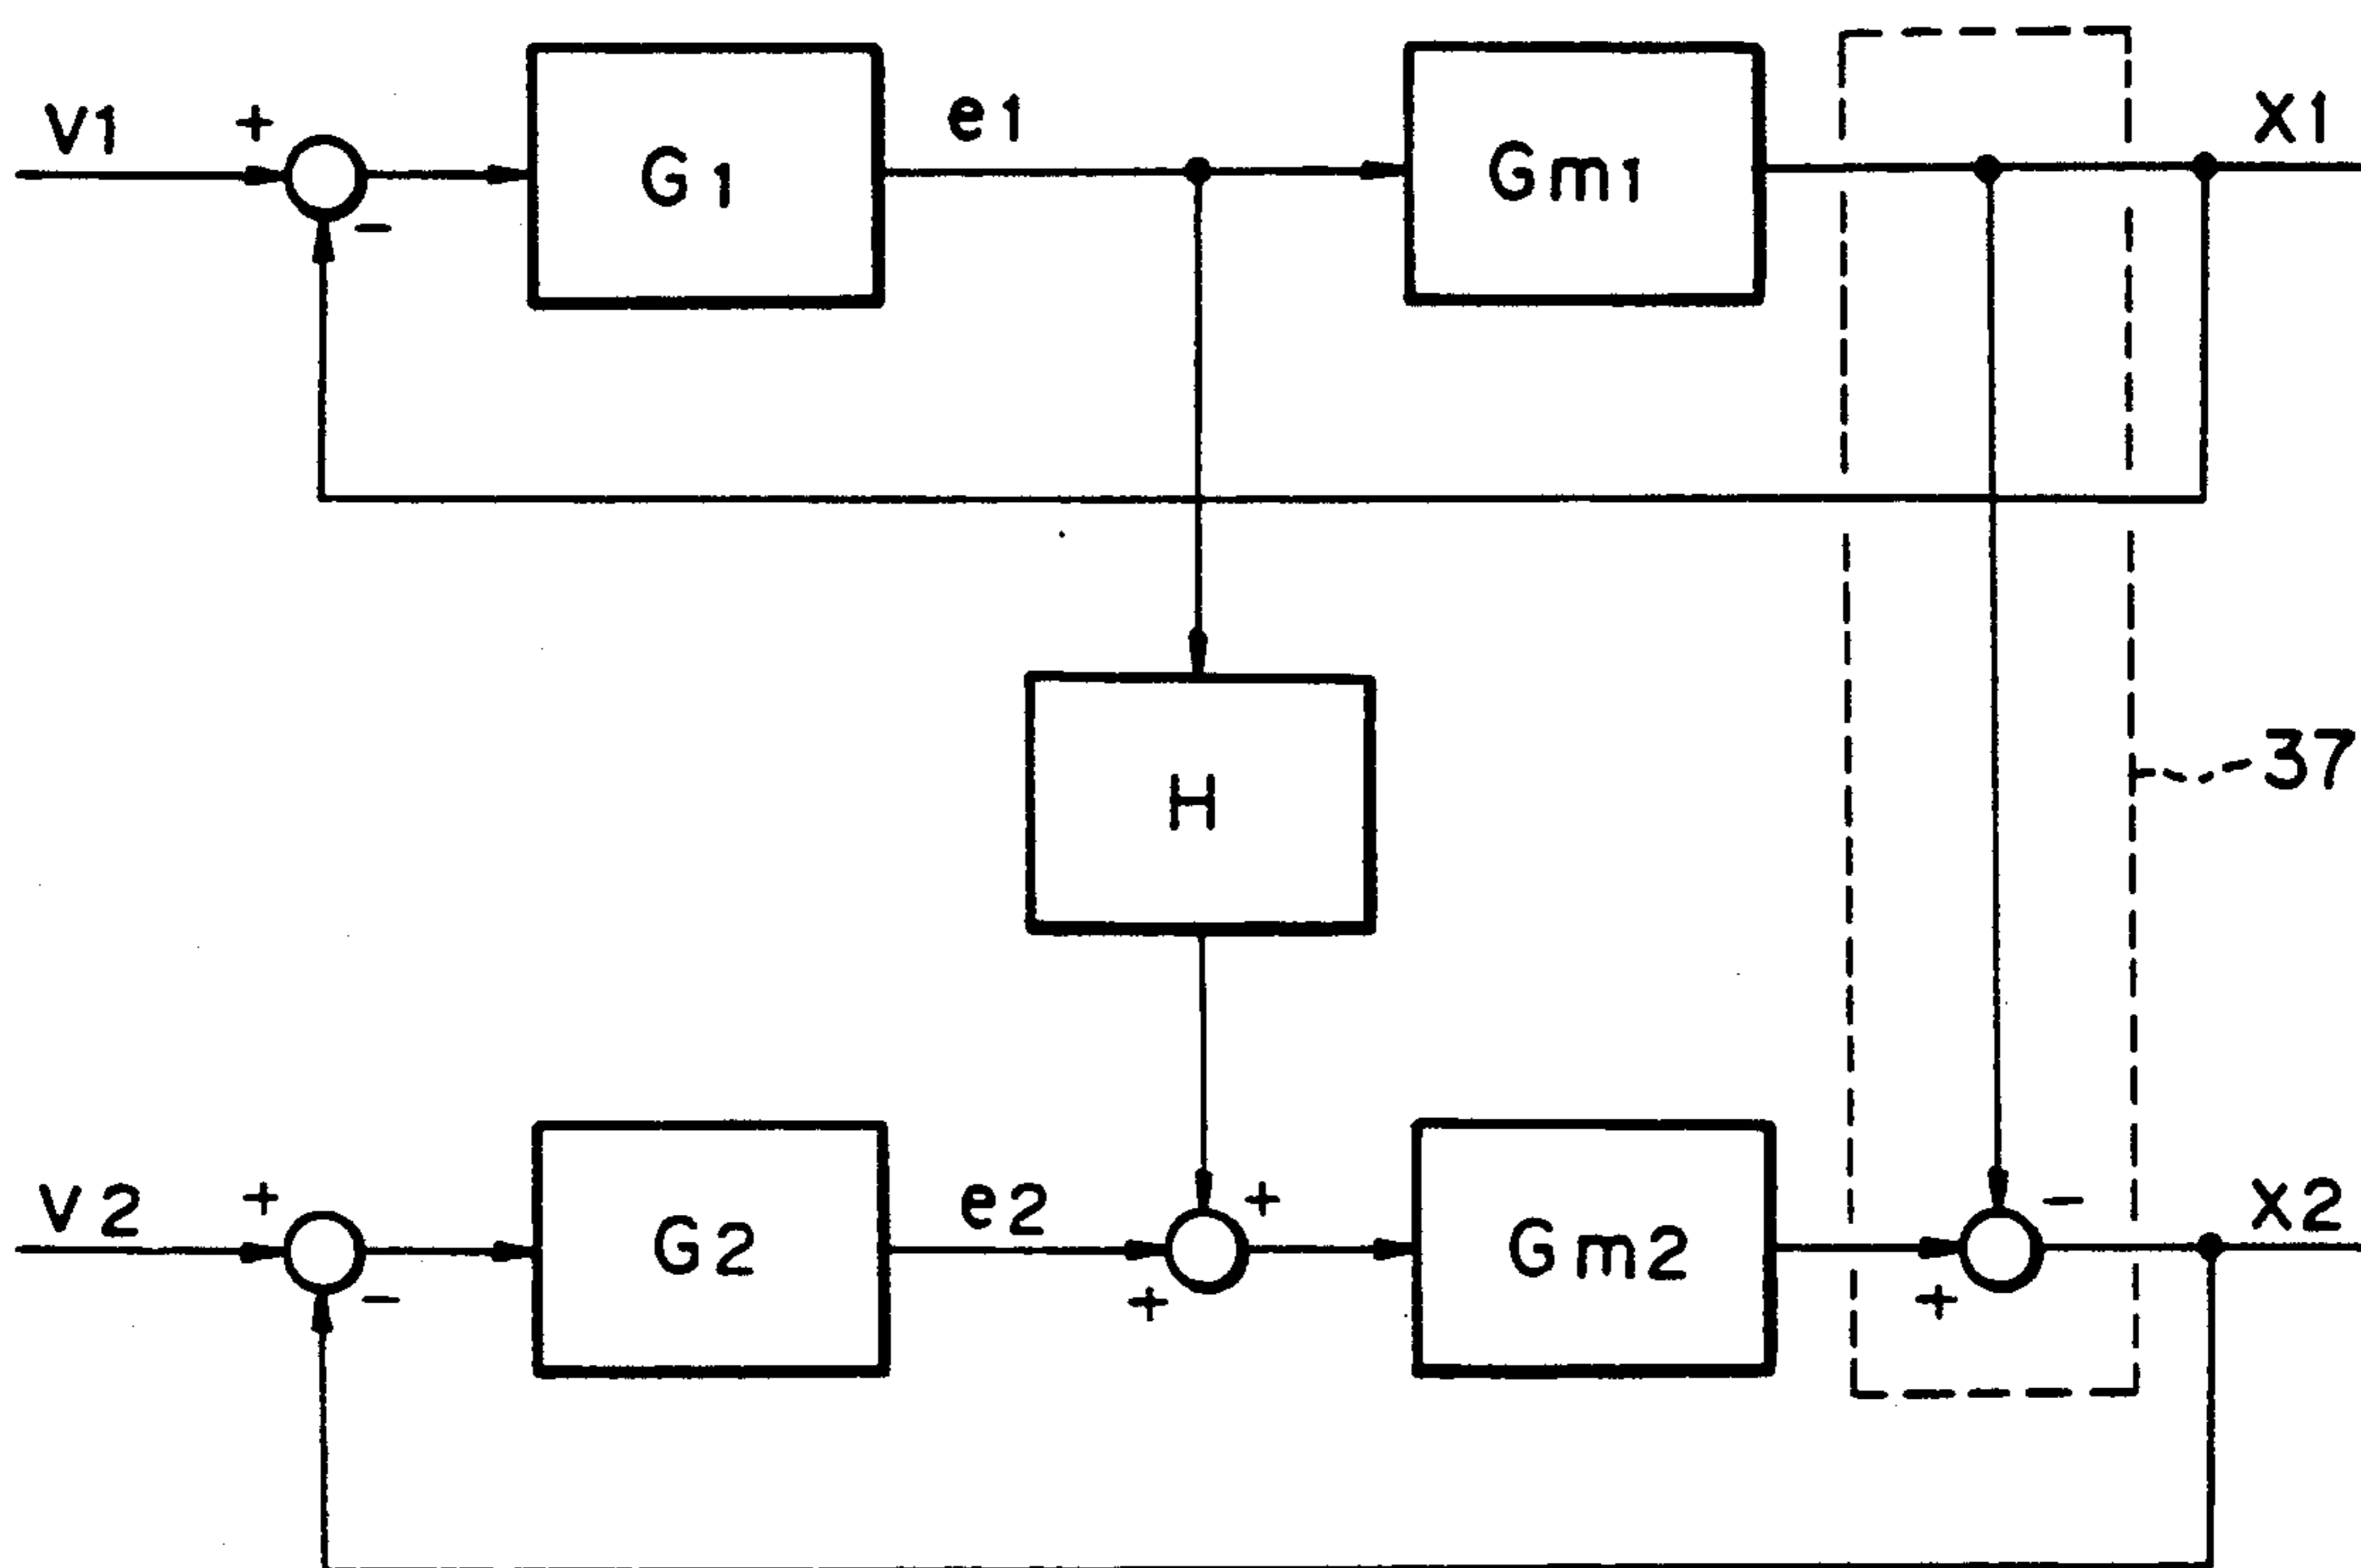 v1 + - G1 e1 Gm1 x1
H
37
v2 + - G2 e2 + + Gm2 + - x2